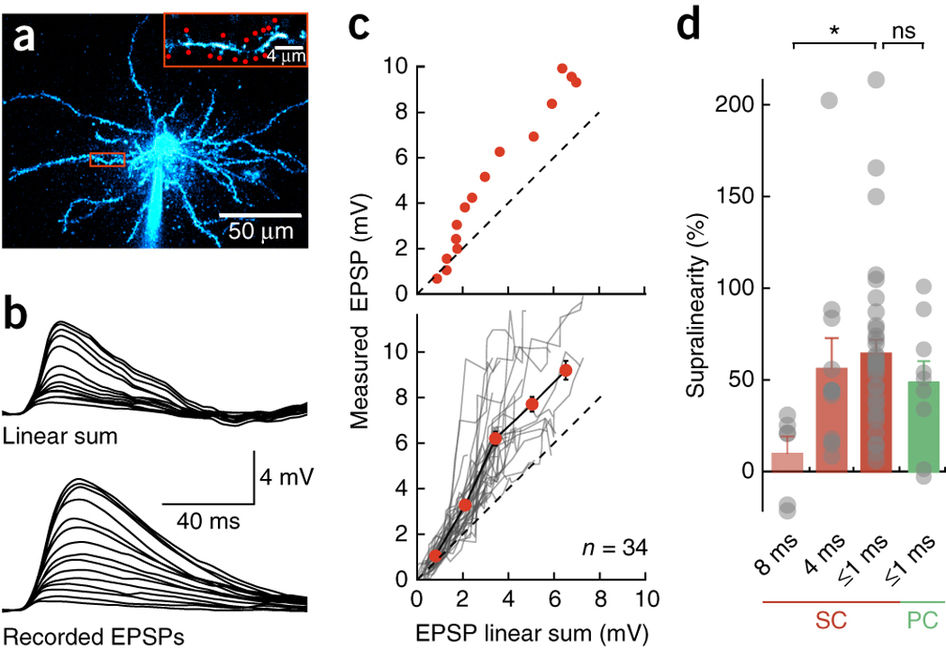 a
4 μm
50 μm
b
Linear sum
4 mV
40 ms
Recorded EPSPs
c
Measured EPSP (mV)
10
8
6
4
2
0
10
8
6
4
2
0
n = 34
0 2 4 6 8 10
EPSP linear sum (mV)
d
* ns
Supralinearity (%)
200
150
100
50
0
8 ms 4 ms ≤1 ms ≤1 ms
SC PC